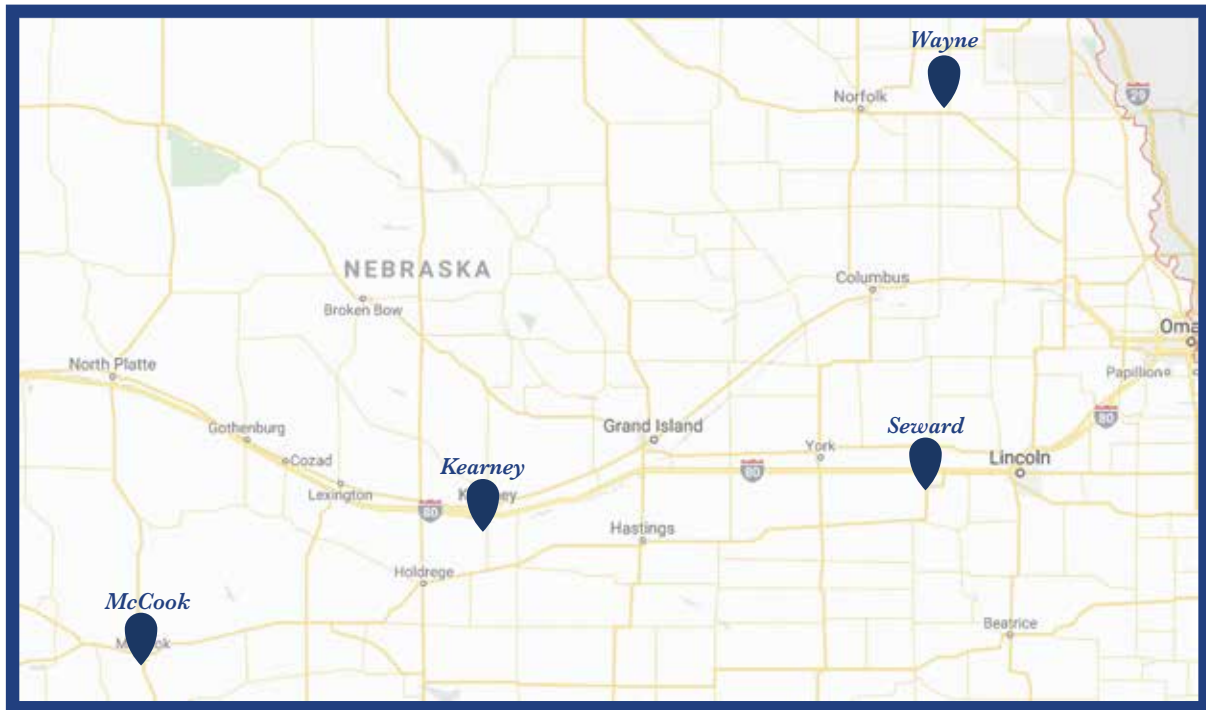 Wayne
Norfolk
29
NEBRASKA
Columbus
Broken Bow
Oma
North Platte
Papillion
80
Gothenburg
Grand Island
Seward
York
Cozad
Kearney
80
Lincoln
Lexington
80
Hastings
Holdrege
McCook
Beatrice